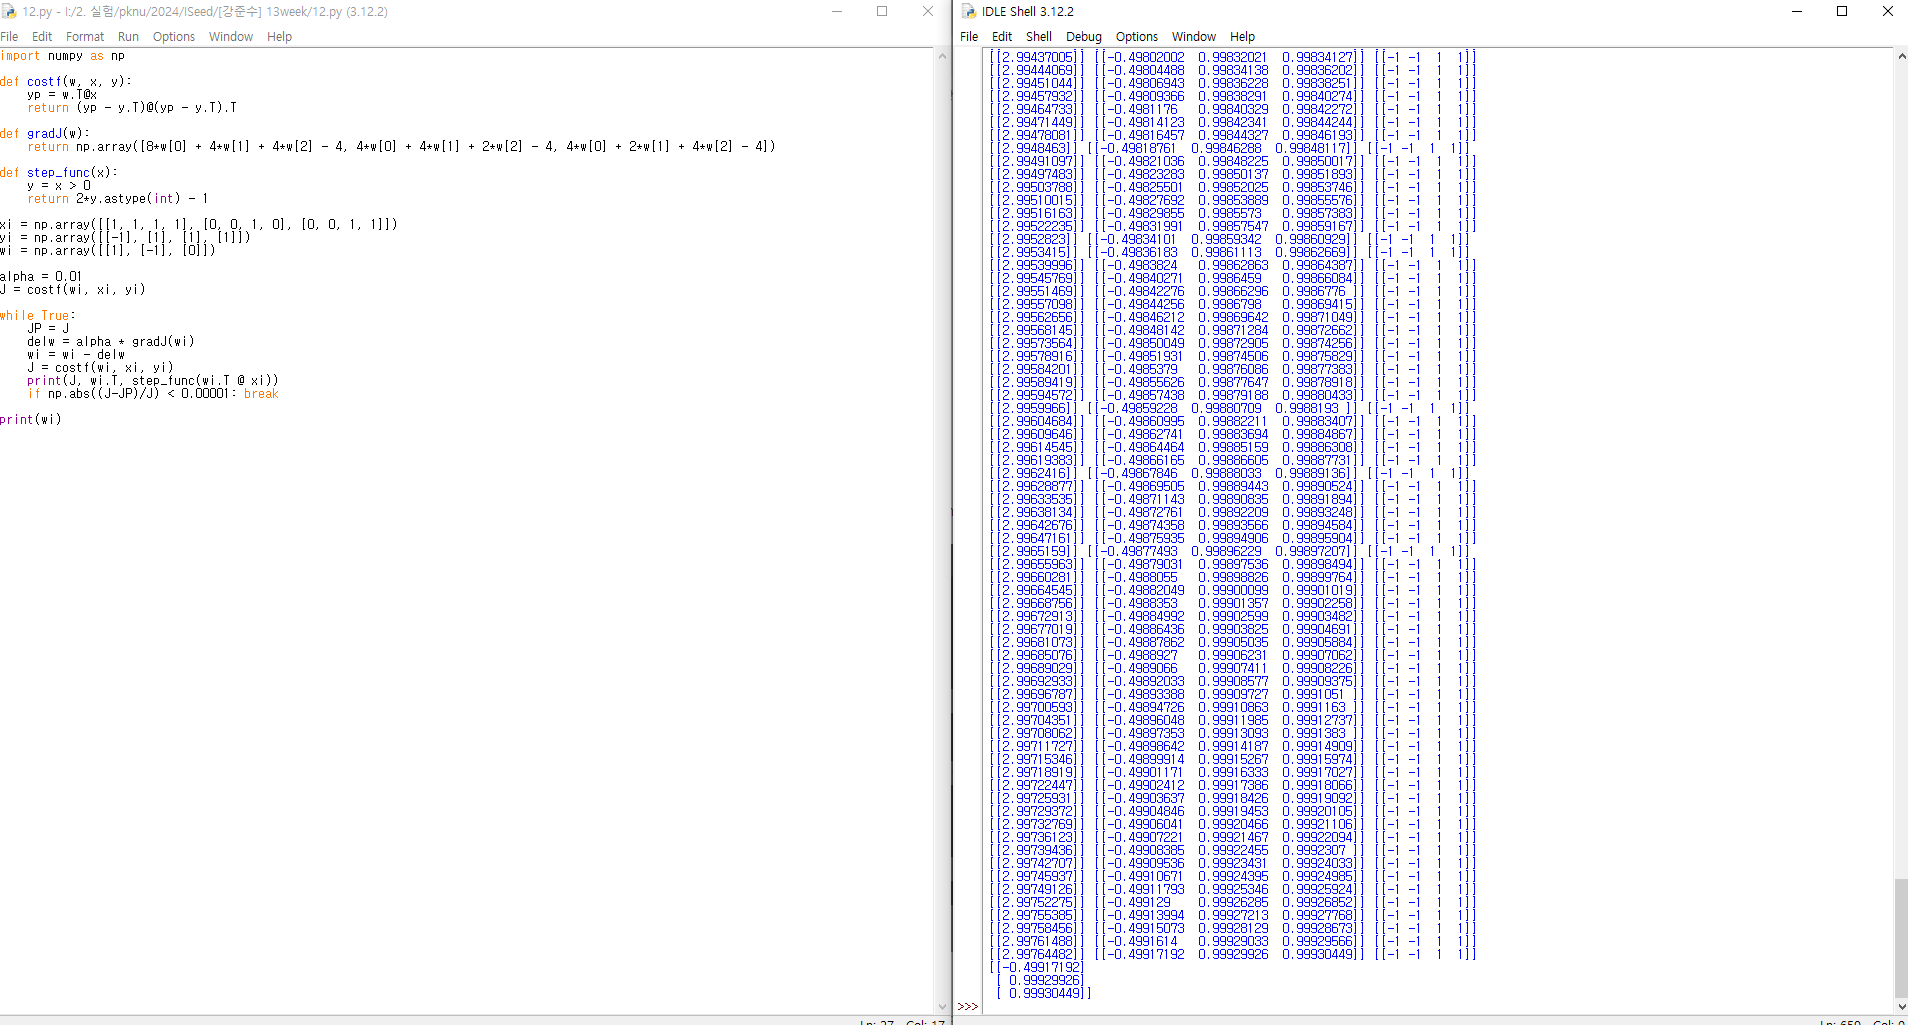 12.py - I:/2. 실험/pknu/2024/ISeed/[강준수] 13week/12.py (3.12.2)
File Edit Format Run Options Window Help
import numpy as np
def costf(w, x, y):
yp = w.T@x
return (yp - y.T)@(yp - y.T).T
def gradJ(w):
return np.array([8*w[0] + 4*w[1] + 4*w[2] - 4, 4*w[0] + 4*w[1] + 2*w[2] - 4, 4*w[0] + 2*w[1] + 4*w[2] - 4])
def step_func(x):
y = x > 0
return 2*y.astype(int) - 1
xi = np.array([[1, 1, 1, 1], [0, 0, 1, 0], [0, 0, 1, 1]])
yi = np.array([[-1], [1], [1], [1]])
wi = np.array([[1], [-1], [0]])
alpha = 0.01
J = costf(wi, xi, yi)
while True:
JP = J
delw = alpha * gradJ(wi)
wi = wi - delw
J = costf(wi, xi, yi)
print(J, wi.T, step_func(wi.T @ xi))
if np.abs((J-JP)/J) < 0.00001: break
print(wi)
IDLE Shell 3.12.2
File Edit Shell Debug Options Window Help
[[2.99437005]] [[-0.49802002 0.99832021 0.99834127]] [[-1 -1 1 1]]
[[2.99444069]] [[-0.49804488 0.99834138 0.99836202]] [[-1 -1 1 1]]
[[2.99451044]] [[-0.49806943 0.99836228 0.99838251]] [[-1 -1 1 1]]
[[2.99457932]] [[-0.49809366 0.99838291 0.99840274]] [[-1 -1 1 1]]
[[2.99464733]] [[-0.4981176 0.99840329 0.99842272]] [[-1 -1 1 1]]
[[2.99471449]] [[-0.49814123 0.99842341 0.99844244]] [[-1 -1 1 1]]
[[2.99478081]] [[-0.49816457 0.99844327 0.99846193]] [[-1 -1 1 1]]
[[2.9948463]] [[-0.49818761 0.99846288 0.99848117]] [[-1 -1 1 1]]
[[2.99491097]] [[-0.49821036 0.99848225 0.99850017]] [[-1 -1 1 1]]
[[2.99497483]] [[-0.49823283 0.99850137 0.99851893]] [[-1 -1 1 1]]
[[2.99503788]] [[-0.49825501 0.99852025 0.99853746]] [[-1 -1 1 1]]
[[2.99510015]] [[-0.49827692 0.99853889 0.99855576]] [[-1 -1 1 1]]
[[2.99516163]] [[-0.49829855 0.9985573 0.99857383]] [[-1 -1 1 1]]
[[2.99522235]] [[-0.49831991 0.99857547 0.99859167]] [[-1 -1 1 1]]
[[2.9952823]] [[-0.49834101 0.99859342 0.99860929]] [[-1 -1 1 1]]
[[2.9953415]] [[-0.49836183 0.99861113 0.99862669]] [[-1 -1 1 1]]
[[2.99539996]] [[-0.4983824 0.99862863 0.99864387]] [[-1 -1 1 1]]
[[2.99545769]] [[-0.49840271 0.9986459 0.99866084]] [[-1 -1 1 1]]
[[2.99551469]] [[-0.49842276 0.99866296 0.9986776 ]] [[-1 -1 1 1]]
[[2.99557098]] [[-0.49844256 0.9986798 0.99869415]] [[-1 -1 1 1]]
[[2.99562656]] [[-0.49846212 0.99869642 0.99871049]] [[-1 -1 1 1]]
[[2.99568145]] [[-0.49848142 0.99871284 0.99872662]] [[-1 -1 1 1]]
[[2.99573564]] [[-0.49850049 0.99872905 0.99874256]] [[-1 -1 1 1]]
[[2.99578916]] [[-0.49851931 0.99874506 0.99875829]] [[-1 -1 1 1]]
[[2.99584201]] [[-0.4985379 0.99876086 0.99877383]] [[-1 -1 1 1]]
[[2.99589419]] [[-0.49855626 0.99877647 0.99878918]] [[-1 -1 1 1]]
[[2.99594572]] [[-0.49857438 0.99879188 0.99880433]] [[-1 -1 1 1]]
[[2.9959966]] [[-0.49859228 0.99880709 0.9988193 ]] [[-1 -1 1 1]]
[[2.99604684]] [[-0.49860995 0.99882211 0.99883407]] [[-1 -1 1 1]]
[[2.99609646]] [[-0.49862741 0.99883694 0.99884867]] [[-1 -1 1 1]]
[[2.99614545]] [[-0.49864464 0.99885159 0.99886308]] [[-1 -1 1 1]]
[[2.99619383]] [[-0.49866165 0.99886605 0.99887731]] [[-1 -1 1 1]]
[[2.9962416]] [[-0.49867846 0.99888033 0.99889136]] [[-1 -1 1 1]]
[[2.99628877]] [[-0.49869505 0.99889443 0.99890524]] [[-1 -1 1 1]]
[[2.99633535]] [[-0.49871143 0.99890835 0.99891894]] [[-1 -1 1 1]]
[[2.99638134]] [[-0.49872761 0.99892209 0.99893248]] [[-1 -1 1 1]]
[[2.99642676]] [[-0.49874358 0.99893566 0.99894584]] [[-1 -1 1 1]]
[[2.99647161]] [[-0.49875935 0.99894906 0.99895904]] [[-1 -1 1 1]]
[[2.9965159]] [[-0.49877493 0.99896229 0.99897207]] [[-1 -1 1 1]]
[[2.99655963]] [[-0.49879031 0.99897536 0.99898494]] [[-1 -1 1 1]]
[[2.99660281]] [[-0.4988055 0.99898826 0.99899764]] [[-1 -1 1 1]]
[[2.99664545]] [[-0.49882049 0.99900099 0.99901019]] [[-1 -1 1 1]]
[[2.99668756]] [[-0.4988353 0.99901357 0.99902258]] [[-1 -1 1 1]]
[[2.99672913]] [[-0.49884992 0.99902599 0.99903482]] [[-1 -1 1 1]]
[[2.99677019]] [[-0.49886436 0.99903825 0.99904691]] [[-1 -1 1 1]]
[[2.99681073]] [[-0.49887862 0.99905035 0.99905884]] [[-1 -1 1 1]]
[[2.99685076]] [[-0.4988927 0.99906231 0.99907062]] [[-1 -1 1 1]]
[[2.99689029]] [[-0.4989066 0.99907411 0.99908226]] [[-1 -1 1 1]]
[[2.99692933]] [[-0.49892033 0.99908577 0.99909375]] [[-1 -1 1 1]]
[[2.99696787]] [[-0.49893388 0.99909727 0.9991051 ]] [[-1 -1 1 1]]
[[2.99700593]] [[-0.49894726 0.99910863 0.9991163 ]] [[-1 -1 1 1]]
[[2.99704351]] [[-0.49896048 0.99911985 0.99912737]] [[-1 -1 1 1]]
[[2.99708062]] [[-0.49897353 0.99913093 0.9991383 ]] [[-1 -1 1 1]]
[[2.99711727]] [[-0.49898642 0.99914187 0.99914909]] [[-1 -1 1 1]]
[[2.99715346]] [[-0.49899914 0.99915267 0.99915974]] [[-1 -1 1 1]]
[[2.99718919]] [[-0.49901171 0.99916333 0.99917027]] [[-1 -1 1 1]]
[[2.99722447]] [[-0.49902412 0.99917386 0.99918066]] [[-1 -1 1 1]]
[[2.99725931]] [[-0.49903637 0.99918426 0.99919092]] [[-1 -1 1 1]]
[[2.99729372]] [[-0.49904846 0.99919453 0.99920105]] [[-1 -1 1 1]]
[[2.99732769]] [[-0.49906041 0.99920466 0.99921106]] [[-1 -1 1 1]]
[[2.99736123]] [[-0.49907221 0.99921467 0.99922094]] [[-1 -1 1 1]]
[[2.99739436]] [[-0.49908385 0.99922455 0.9992307 ]] [[-1 -1 1 1]]
[[2.99742707]] [[-0.49909536 0.99923431 0.99924033]] [[-1 -1 1 1]]
[[2.99745937]] [[-0.49910671 0.99924395 0.99924985]] [[-1 -1 1 1]]
[[2.99749126]] [[-0.49911793 0.99925346 0.99925924]] [[-1 -1 1 1]]
[[2.99752275]] [[-0.499129 0.99926285 0.99926852]] [[-1 -1 1 1]]
[[2.99755385]] [[-0.49913994 0.99927213 0.99927768]] [[-1 -1 1 1]]
[[2.99758456]] [[-0.49915073 0.99928129 0.99928673]] [[-1 -1 1 1]]
[[2.99761488]] [[-0.4991614 0.99929033 0.99929566]] [[-1 -1 1 1]]
[[2.99764482]] [[-0.49917192 0.99929926 0.99930449]] [[-1 -1 1 1]]
[[-0.49917192]
[ 0.99929926]
[ 0.99930449]]
>>>